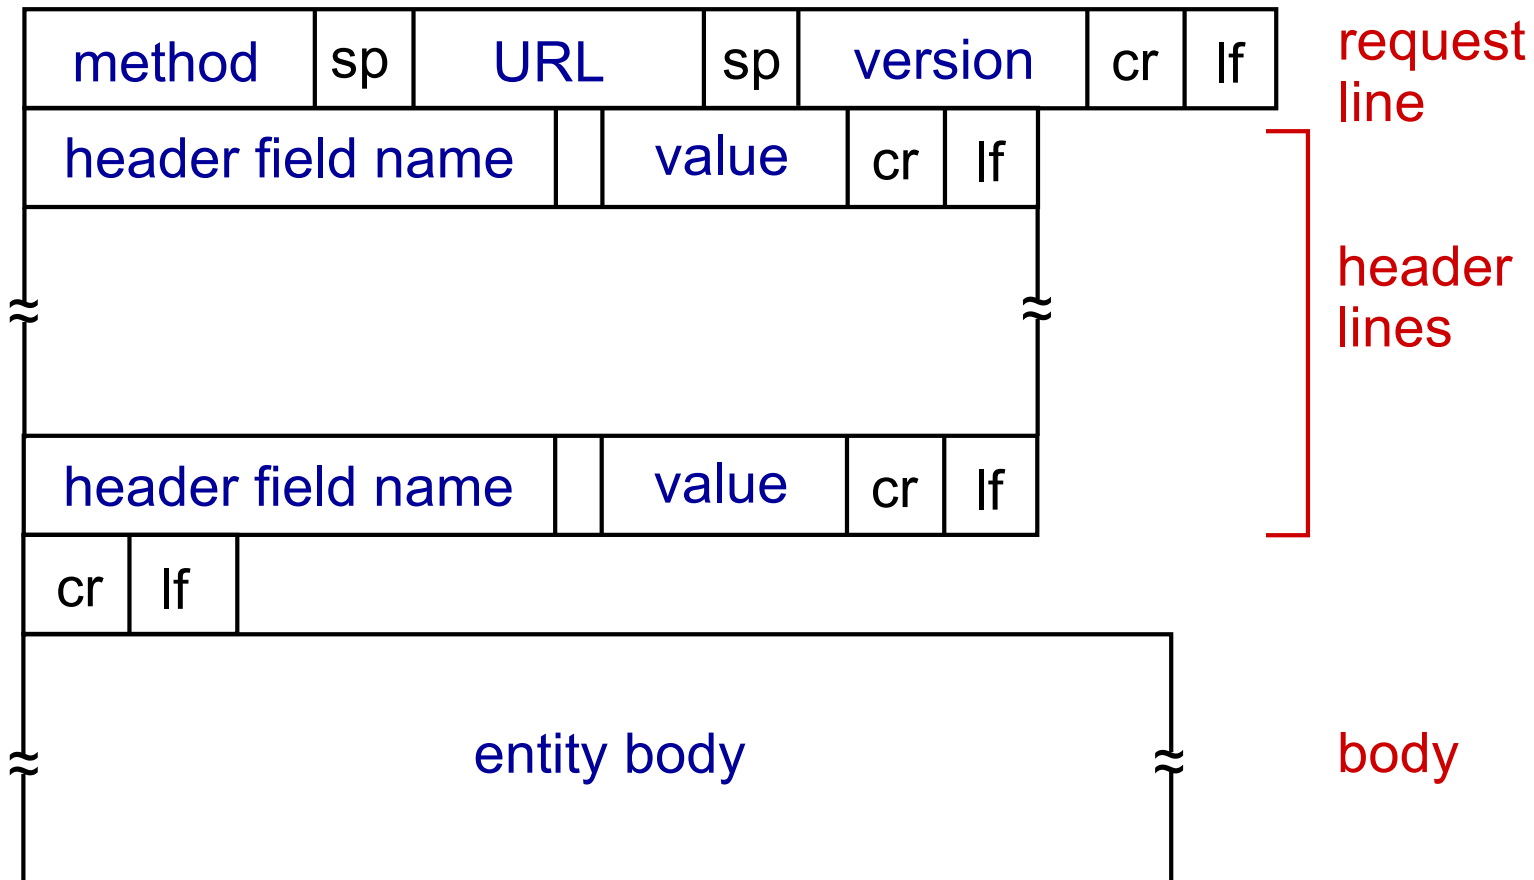 method sp URL sp version cr lf request
line
header field name value cr lf
header
lines
header field name value cr lf
cr lf
entity body body